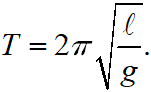 T = 2π√(ℓ/g).